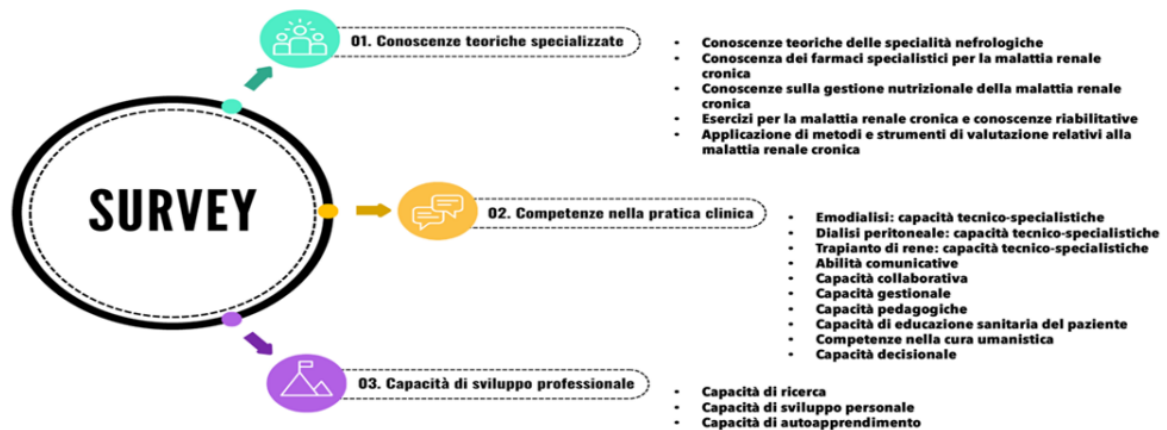 SURVEY
01. Conoscenze teoriche specializzate
• Conoscenze teoriche delle specialità nefrologiche
• Conoscenza dei farmaci specialistici per la malattia renale
cronica
• Conoscenze sulla gestione nutrizionale della malattia renale
cronica
• Esercizi per la malattia renale cronica e conoscenze riabilitative
• Applicazione di metodi e strumenti di valutazione relativi alla
malattia renale cronica
02. Competenze nella pratica clinica
• Emodialisi: capacità tecnico-specialistiche
• Dialisi peritoneale: capacità tecnico-specialistiche
• Trapianto di rene: capacità tecnico-specialistiche
• Abilità comunicative
• Capacità collaborativa
• Capacità gestionale
• Capacità pedagogiche
• Capacità di educazione sanitaria del paziente
• Competenze nella cura umanistica
• Capacità decisionale
03. Capacità di sviluppo professionale
• Capacità di ricerca
• Capacità di sviluppo personale
• Capacità di autoapprendimento